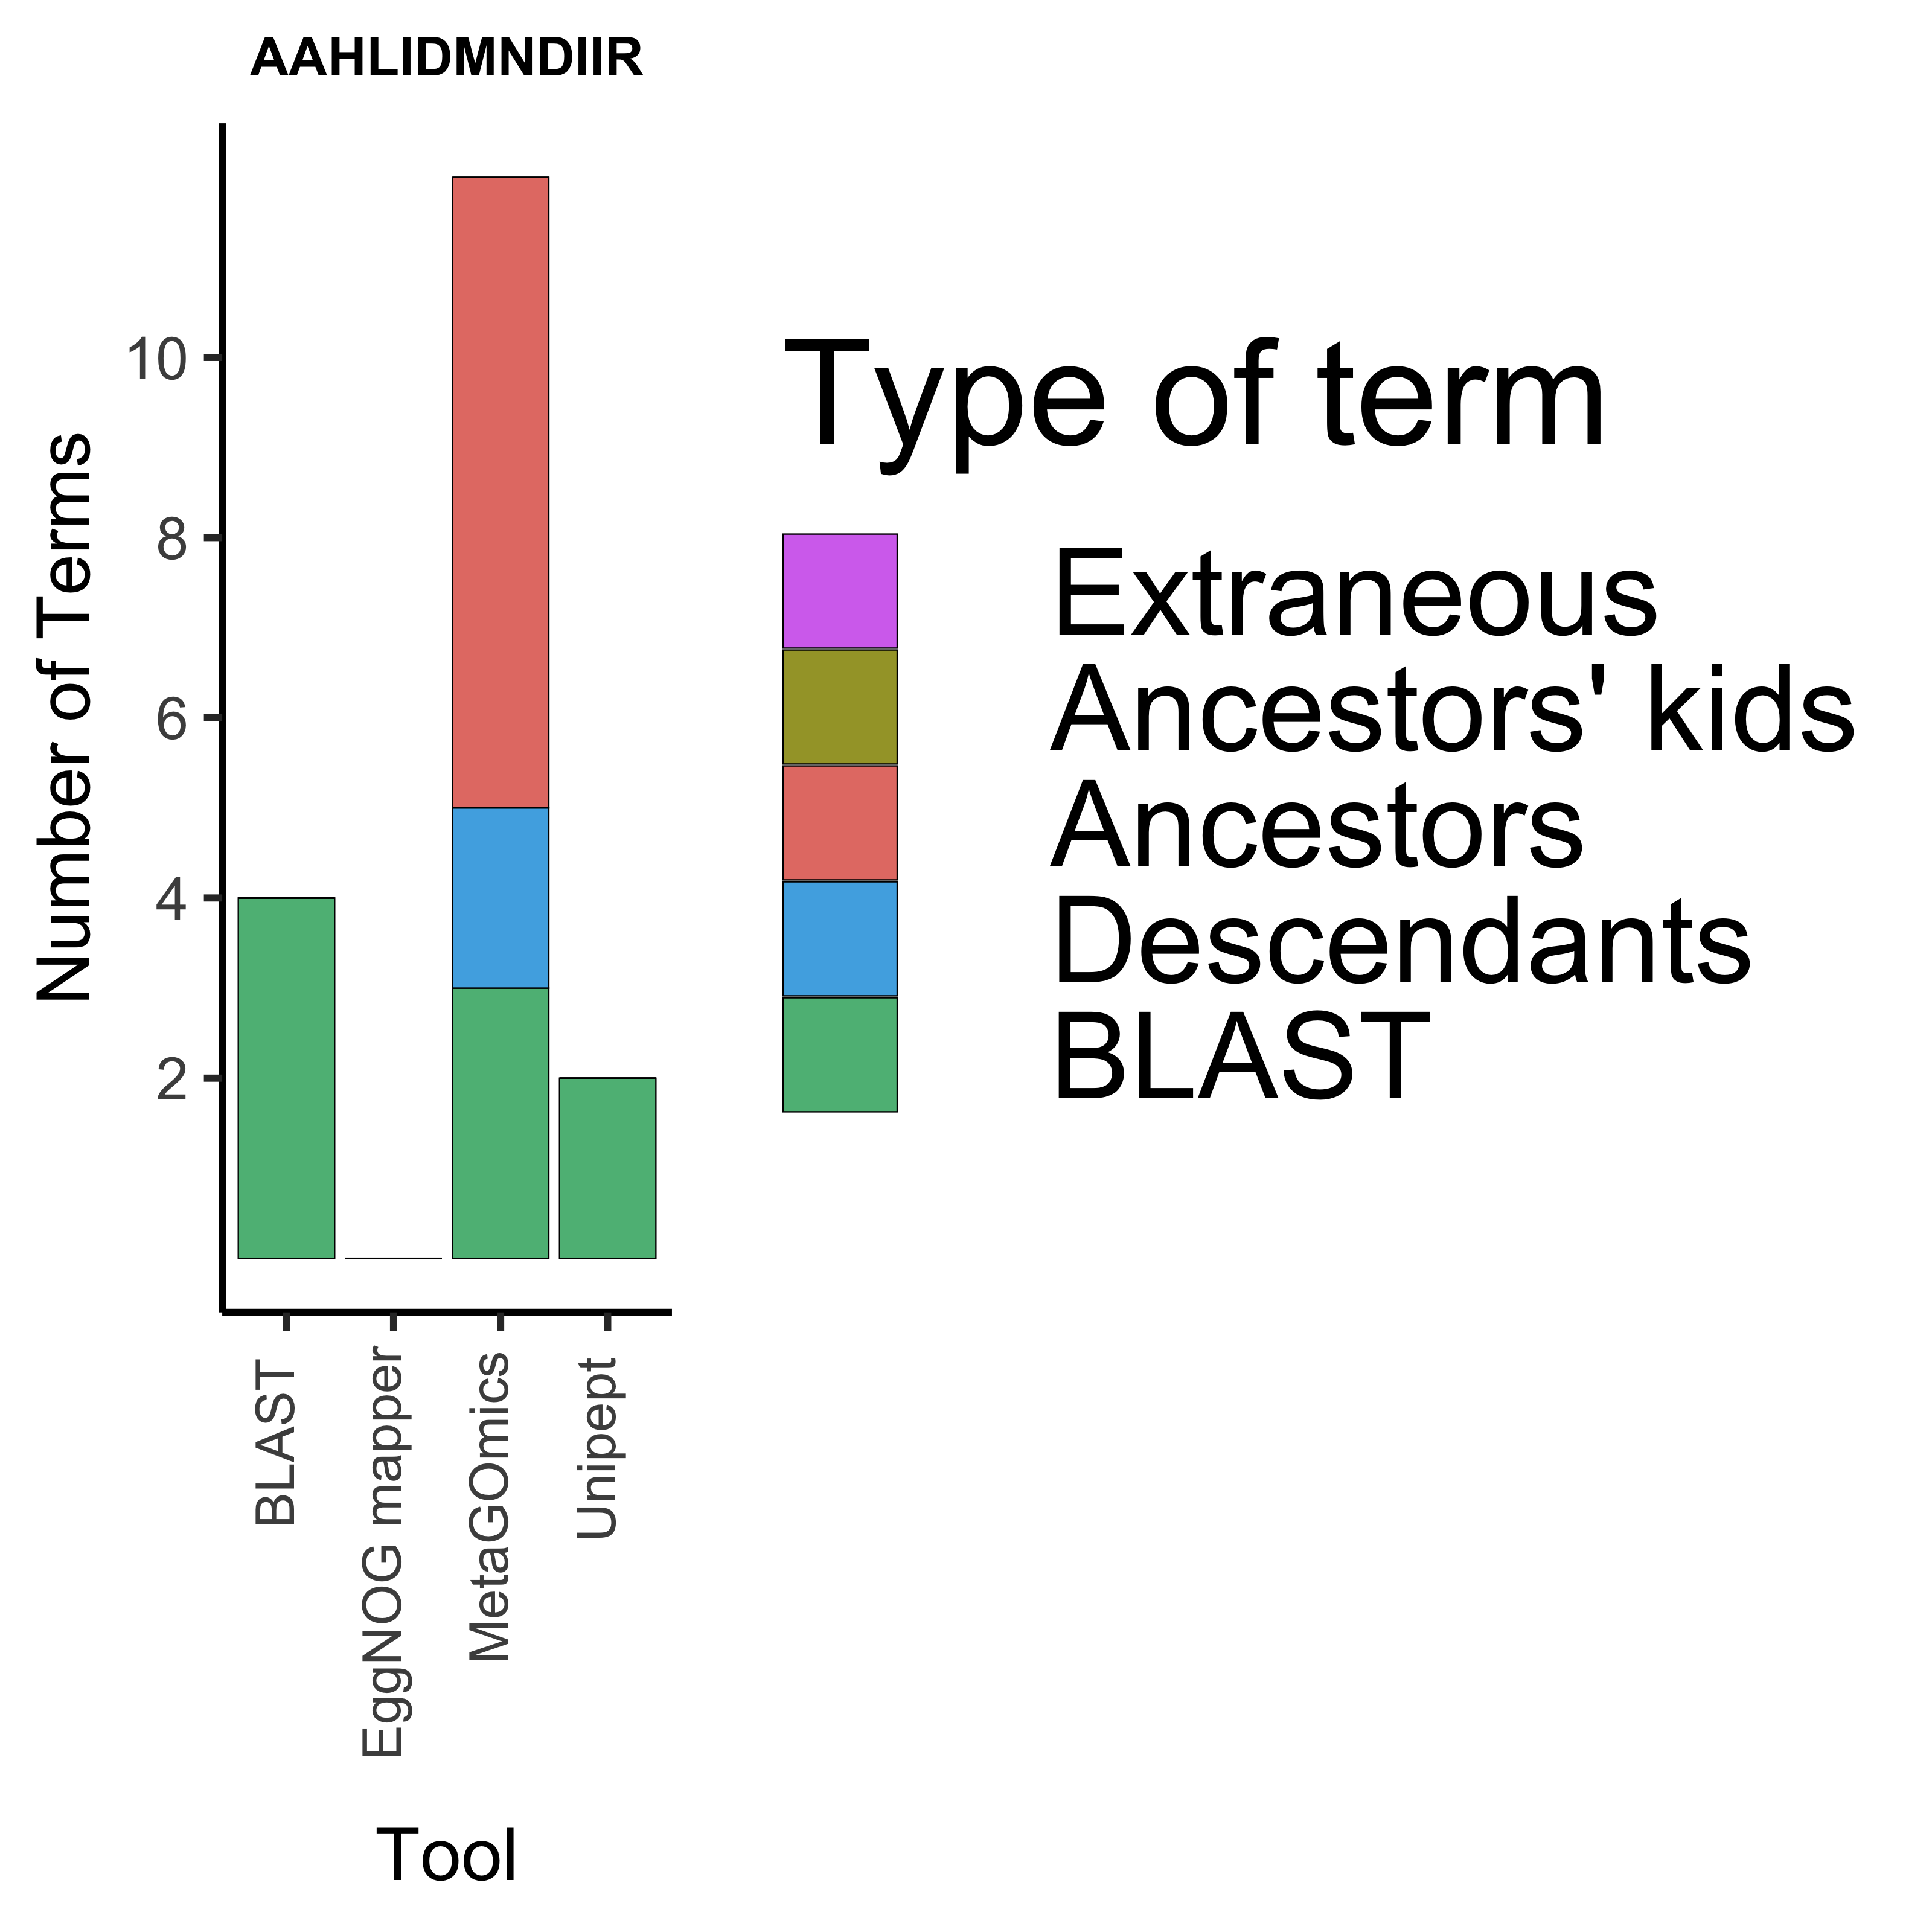 AAHLIDMNDIIR
Number of Terms
10
8
6
4
2
BLAST
EggNOG mapper
MetaGOmics
Unipept
Tool
Type of term
Extraneous
Ancestors' kids
Ancestors
Descendants
BLAST